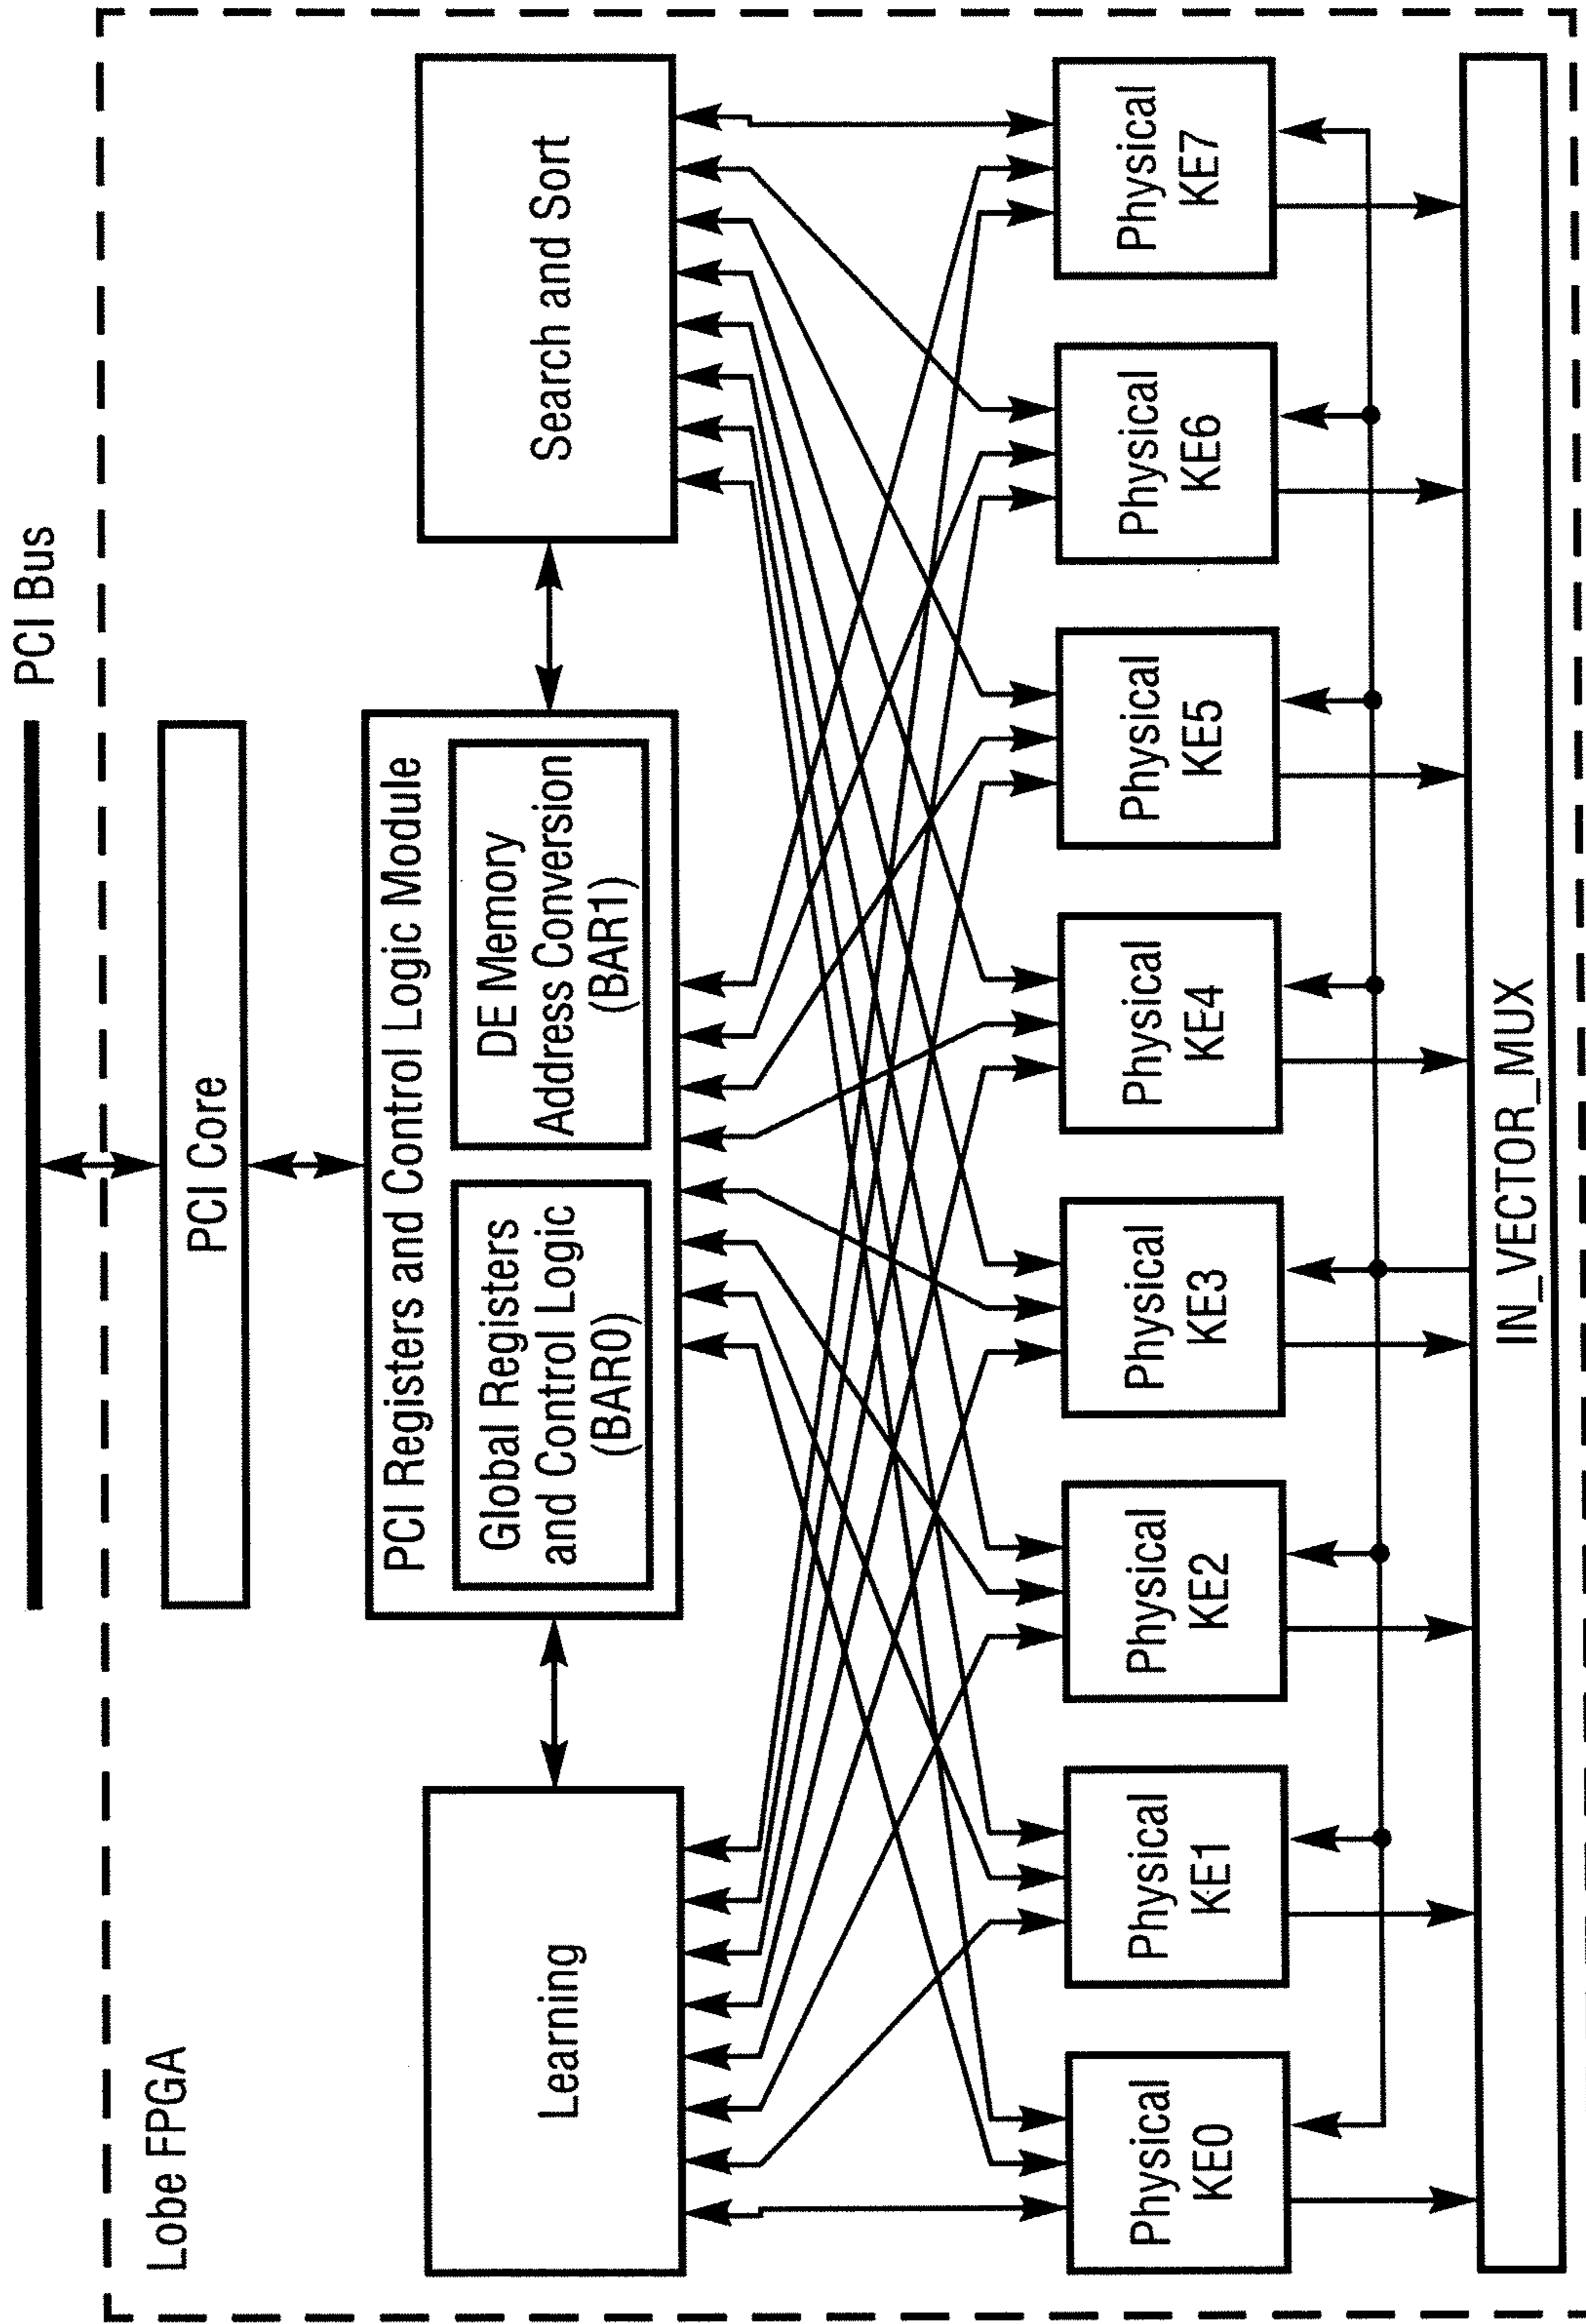 PCI Bus
Lobe FPGA
PCI Core
PCI Registers and Control Logic Module
Global Registers
and Control Logic
(BAR0)
DE Memory
Address Conversion
(BAR1)
Learning
Search and Sort
Physical
KE0
Physical
KE1
Physical
KE2
Physical
KE3
Physical
KE4
Physical
KE5
Physical
KE6
Physical
KE7
IN_VECTOR_MUX